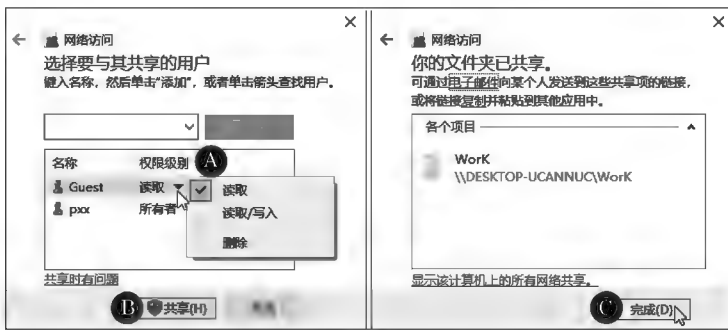 网络访问
选择要与其共享的用户
键入名称，然后单击"添加"，或者单击箭头查找用户。
名称 权限级别 A
Guest 读取 读取
读取/写入
pxx 所有者
删除
共享时有问题
B 共享(H)
网络访问
你的文件夹已共享。
可通过电子邮件向某个人发送到这些共享项的链接，
或将链接复制并粘贴到其他应用中。
各个项目
WorK
\\DESKTOP-UCANNUC\WorK
显示该计算机上的所有网络共享。
C 完成(D)